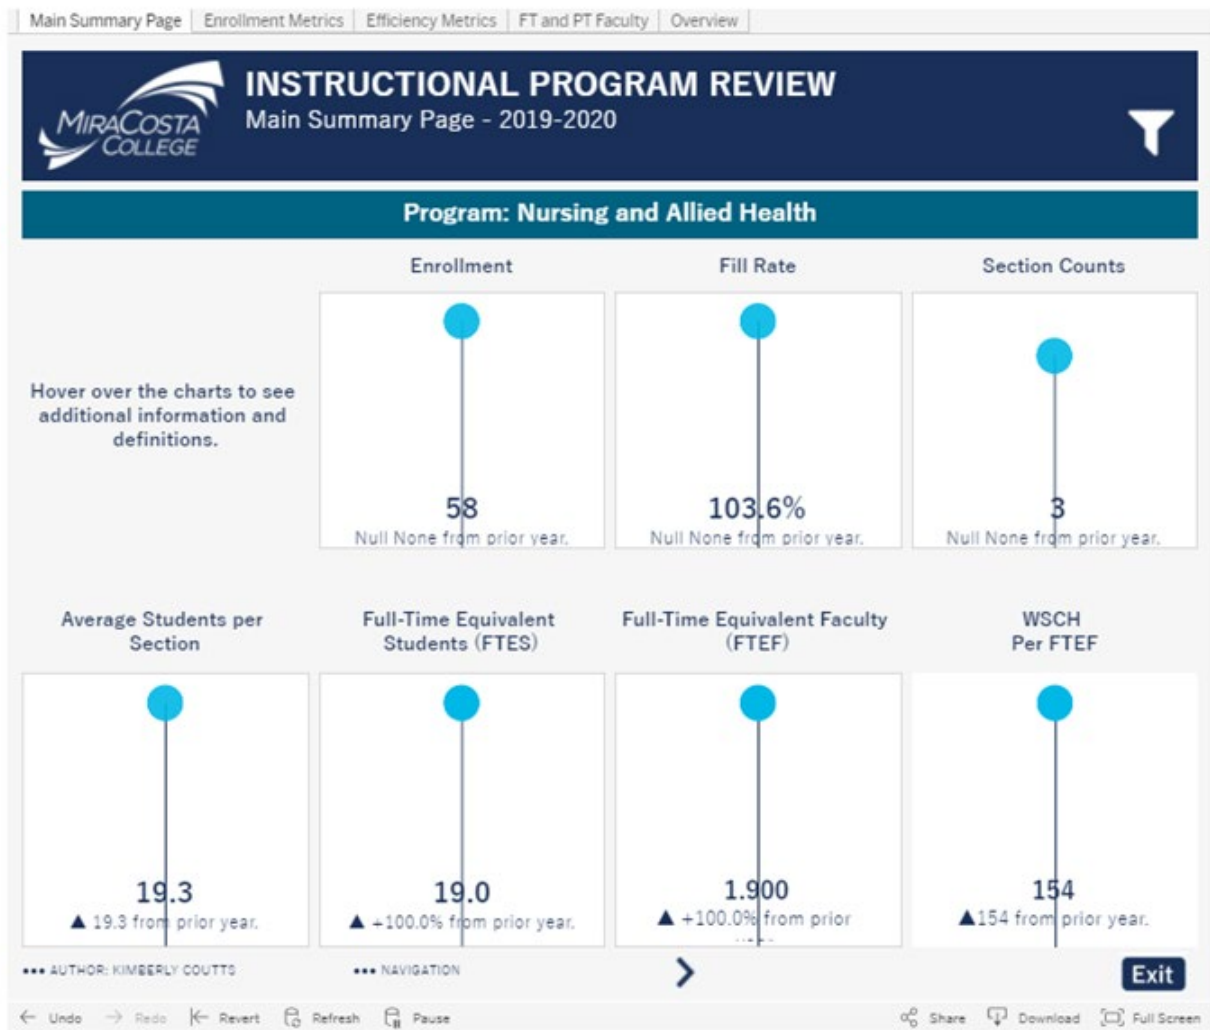 Main Summary Page Enrollment Metrics Efficiency Metrics FT and PT Faculty Overview
MIRACOSTA
COLLEGE
INSTRUCTIONAL PROGRAM REVIEW
Main Summary Page - 2019-2020
Program: Nursing and Allied Health
Enrollment Fill Rate Section Counts
Hover over the charts to see
additional information and
definitions.
58 103.6% 3
Null None from prior year. Null None from prior year. Null None from prior year.
Average Students per
Section
Full-Time Equivalent
Students (FTES)
Full-Time Equivalent Faculty
(FTEF)
WSCH
Per FTEF
19.3 19.0 1.900 154
▲ 19.3 from prior year. ▲ +100.0% from prior year. ▲ +100.0% from prior ▲154 from prior year.
••• AUTHOR: KIMBERLY COUTTS ••• NAVIGATION Exit
Undo Redo Revert Refresh Pause Share Download Full Screen